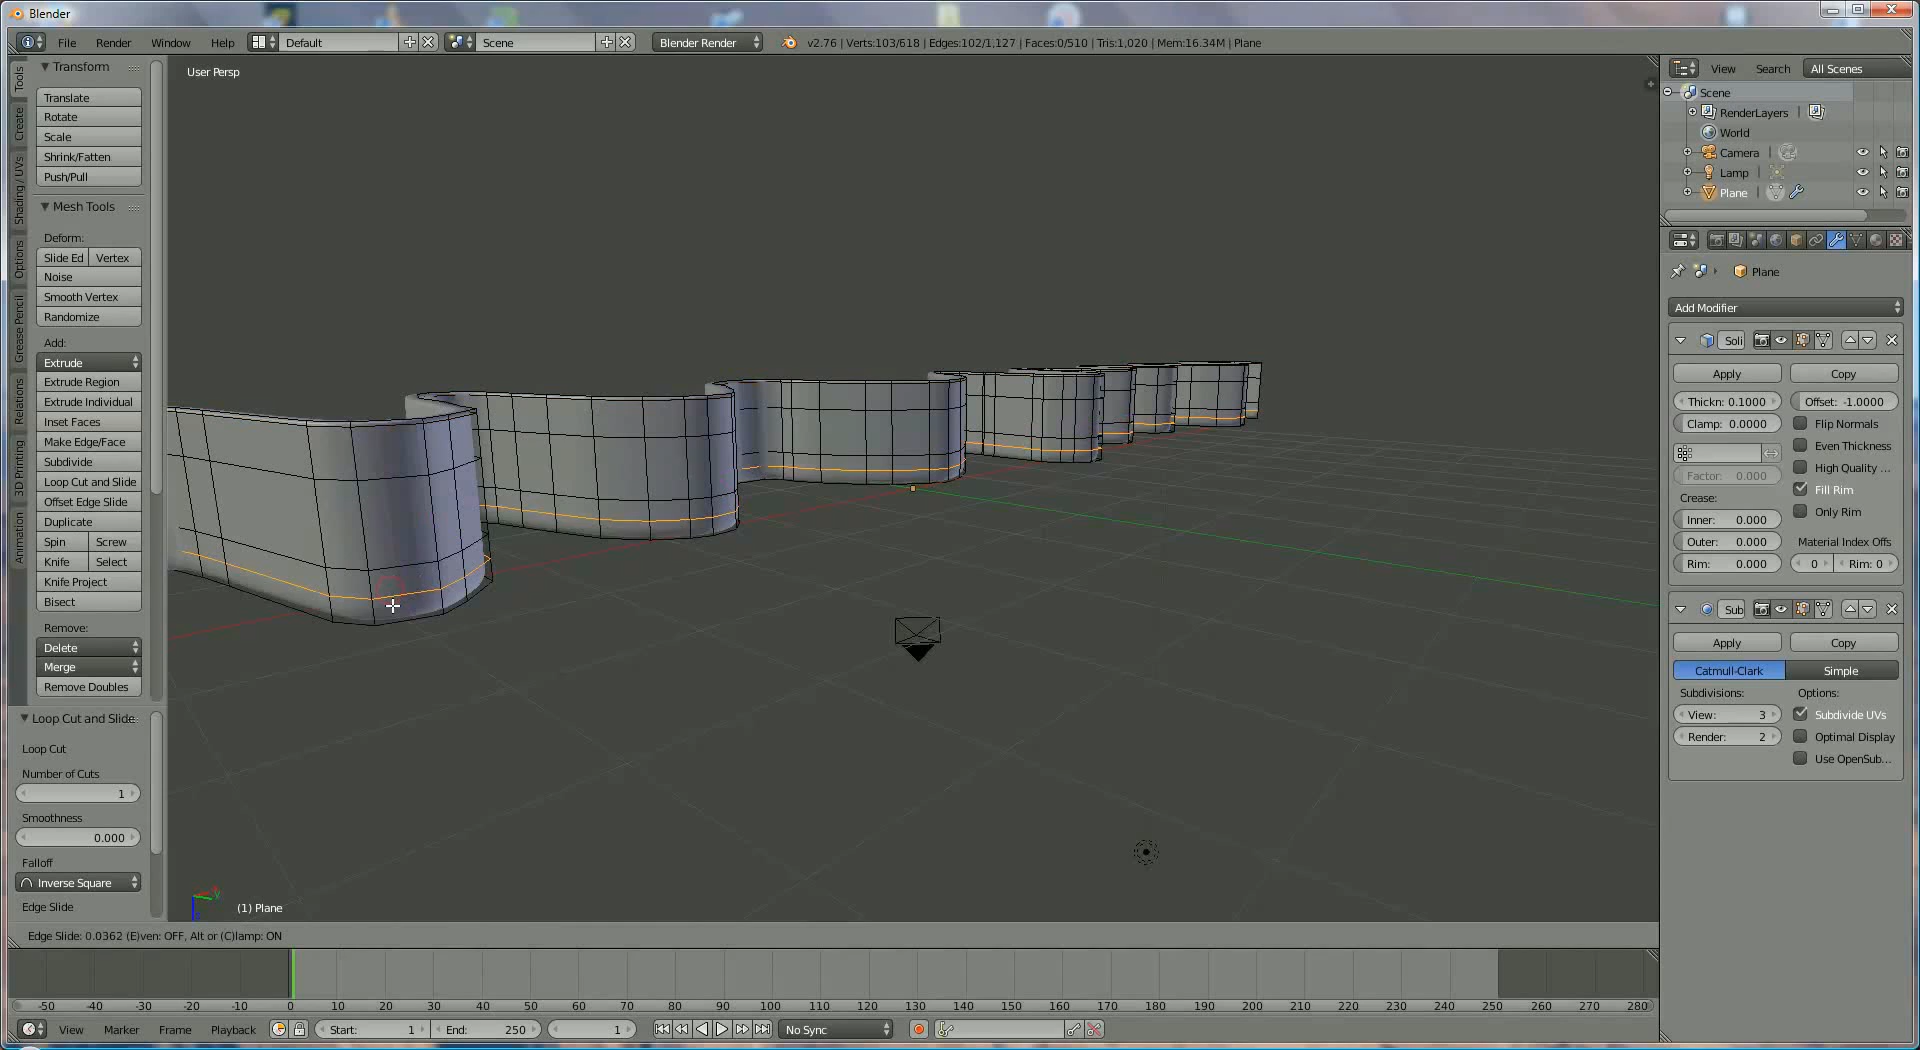 Blender
File Render Window Help Default Scene Blender Render v2.76 | Verts:103/618 | Edges:102/1,127 | Faces:0/510 | Tris:1,020 | Mem:16.34M | Plane
User Persp
Tools
Create
Shading / UVs
Options
Grease Pencil
Relations
3D Printing
Animation
Transform
Translate
Rotate
Scale
Shrink/Fatten
Push/Pull
Mesh Tools
Deform:
Slide Ed Vertex
Noise
Smooth Vertex
Randomize
Add:
Extrude
Extrude Region
Extrude Individual
Inset Faces
Make Edge/Face
Subdivide
Loop Cut and Slide
Offset Edge Slide
Duplicate
Spin Screw
Knife Select
Knife Project
Bisect
Remove:
Delete
Merge
Remove Doubles
Loop Cut and Slide
Loop Cut
Number of Cuts
1
Smoothness
0.000
Falloff
Inverse Square
Edge Slide
(1) Plane
Edge Slide: 0.0362 (E)ven: OFF, Alt or (C)lamp: ON
View Search All Scenes
Scene
RenderLayers
World
Camera
Lamp
Plane
Plane
Add Modifier
Soli
Apply Copy
Thickn: 0.1000 Offset: -1.0000
Clamp: 0.0000 Flip Normals
Even Thickness
High Quality ...
Factor: 0.000 Fill Rim
Crease: Only Rim
Inner: 0.000
Outer: 0.000 Material Index Offs
Rim: 0.000 0 Rim: 0
Sub
Apply Copy
Catmull-Clark Simple
Subdivisions: Options:
View: 3 Subdivide UVs
Render: 2 Optimal Display
Use OpenSub...
-50 -40 -30 -20 -10 0 10 20 30 40 50 60 70 80 90 100 110 120 130 140 150 160 170 180 190 200 210 220 230 240 250 260 270 280
View Marker Frame Playback Start: 1 End: 250 1 No Sync